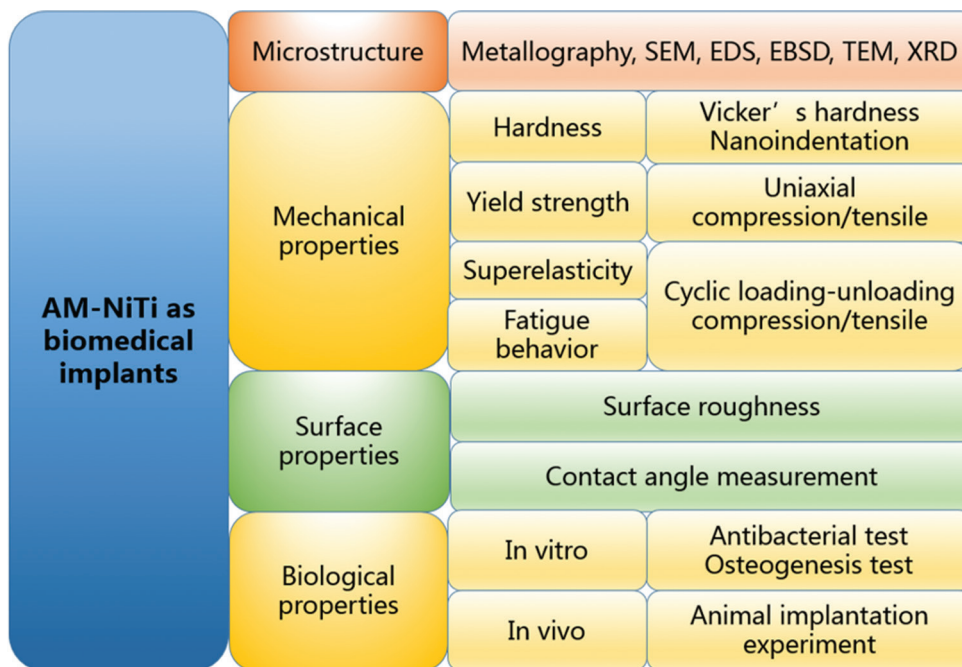 AM-NiTi as
biomedical
implants
Microstructure
Metallography, SEM, EDS, EBSD, TEM, XRD
Mechanical
properties
Hardness
Vicker’s hardness
Nanoindentation
Yield strength
Uniaxial
compression/tensile
Superelasticity
Fatigue
behavior
Cyclic loading-unloading
compression/tensile
Surface
properties
Surface roughness
Contact angle measurement
Biological
properties
In vitro
Antibacterial test
Osteogenesis test
In vivo
Animal implantation
experiment